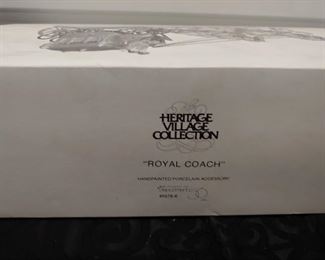 HERITAGE
VILLAGE
COLLECTION
"ROYAL COACH"
HANDPAINTED PORCELAIN ACCESSORY